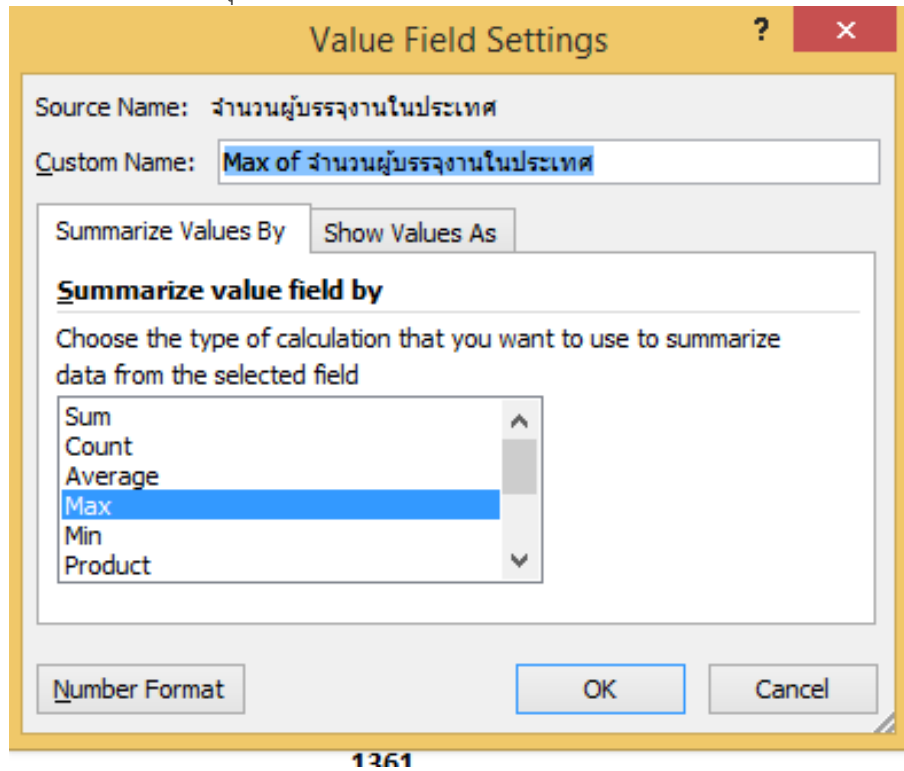 Value Field Settings
?
×
Source Name: จำนวนผู้บรรจุงานในประเทศ
Custom Name: Max of จำนวนผู้บรรจุงานในประเทศ
Summarize Values By
Show Values As
Summarize value field by
Choose the type of calculation that you want to use to summarize
data from the selected field
Sum
Count
Average
Max
Min
Product
Number Format
OK
Cancel
1361